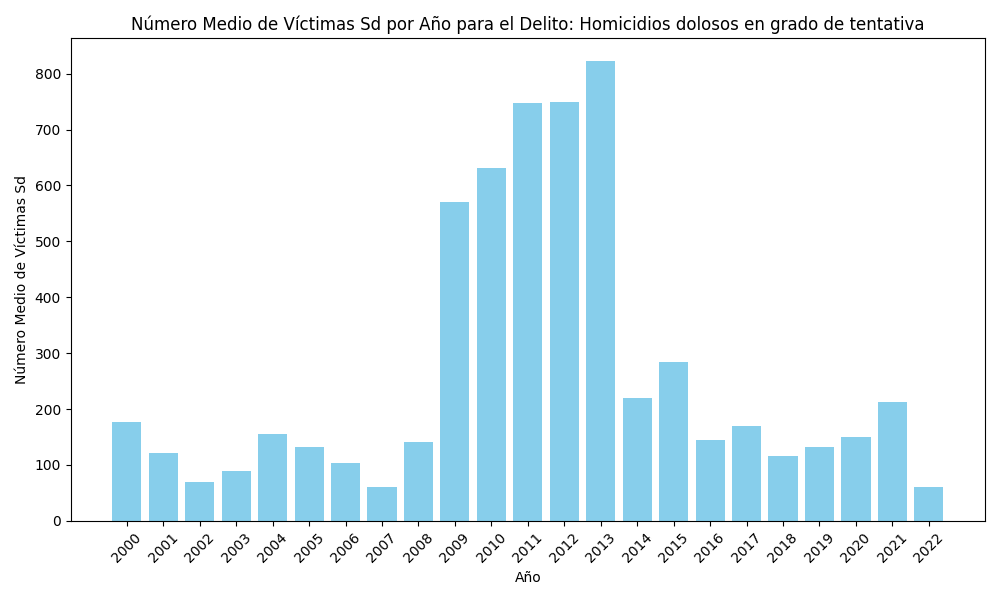 Número Medio de Víctimas Sd por Año para el Delito: Homicidios dolosos en grado de tentativa
Número Medio de Víctimas Sd
800
700
600
500
400
300
200
100
0
2000 2001 2002 2003 2004 2005 2006 2007 2008 2009 2010 2011 2012 2013 2014 2015 2016 2017 2018 2019 2020 2021 2022
Año